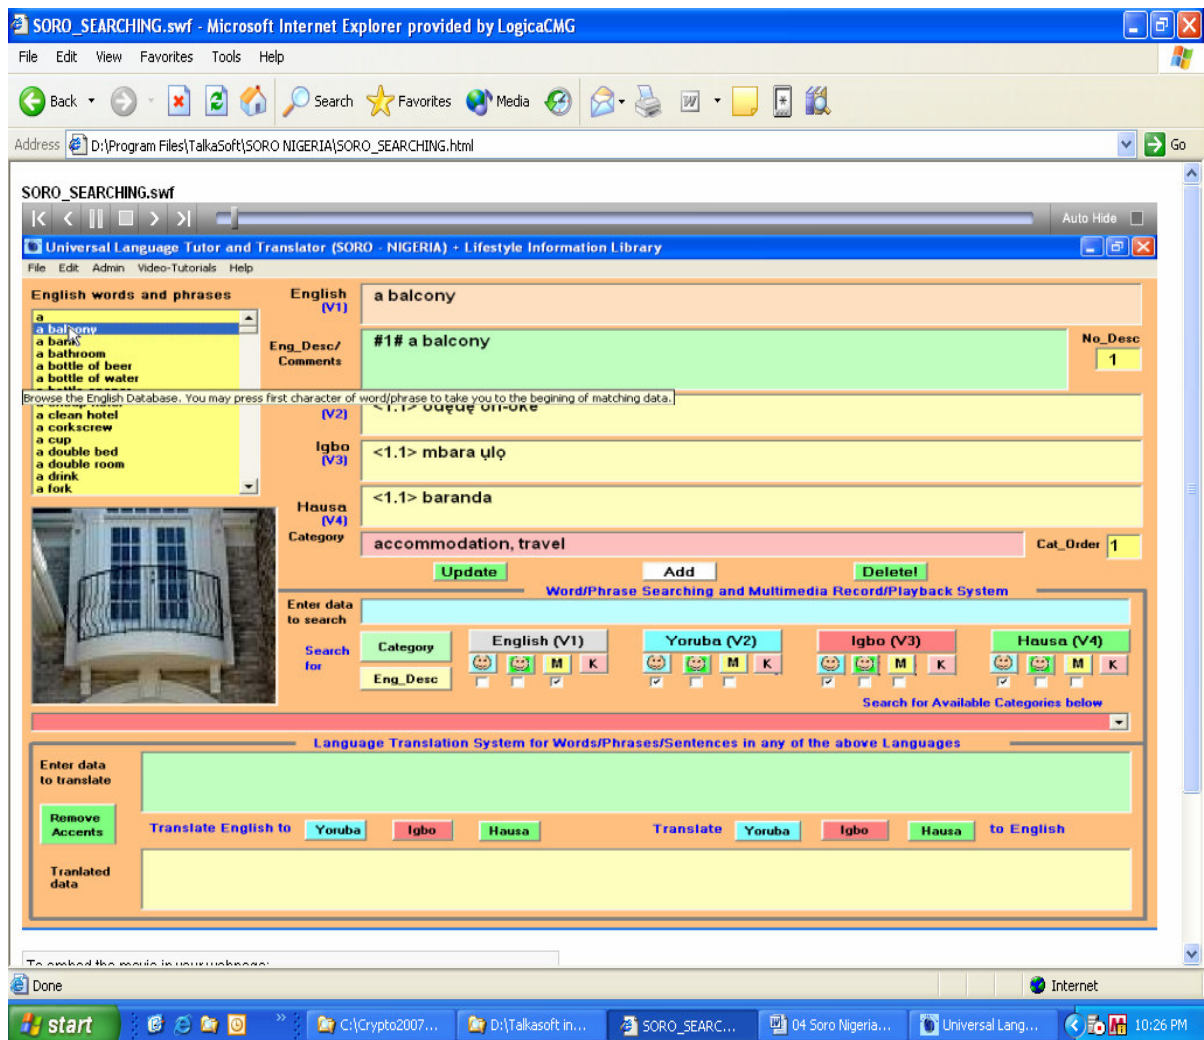 SORO_SEARCHING.swf - Microsoft Internet Explorer provided by LogicaCMG
File Edit View Favorites Tools Help
Back Search Favorites Media
Address D:\Program Files\TalkaSoft\SORO NIGERIA\SORO_SEARCHING.html Go
SORO_SEARCHING.swf
Auto Hide
Universal Language Tutor and Translator (SORO - NIGERIA) + Lifestyle Information Library
File Edit Admin Video-Tutorials Help
English words and phrases
a
a balcony
a bank
a bathroom
a bottle of beer
a bottle of water
Browse the English Database. You may press first character of word/phrase to take you to the begining of matching data.
a clean hotel
a corkscrew
a cup
a double bed
a double room
a drink
a fork
English (V1) a balcony
Eng_Desc/ Comments #1# a balcony
No_Desc 1
(V2) <1.1>
Igbo (V3) <1.1> mbara ụlọ
Hausa (V4) <1.1> baranda
Category accommodation, travel Cat_Order 1
Update Add Delete!
Word/Phrase Searching and Multimedia Record/Playback System
Enter data to search
Search for Category Eng_Desc
English (V1) Yoruba (V2) Igbo (V3) Hausa (V4)
M K M K M K M K
Search for Available Categories below
Language Translation System for Words/Phrases/Sentences in any of the above Languages
Enter data to translate
Remove Accents
Translate English to Yoruba Igbo Hausa Translate Yoruba Igbo Hausa to English
Tranlated data
Done Internet
start C:\Crypto2007... D:\Talkasoft in... SORO_SEARC... 04 Soro Nigeria... Universal Lang... 10:26 PM